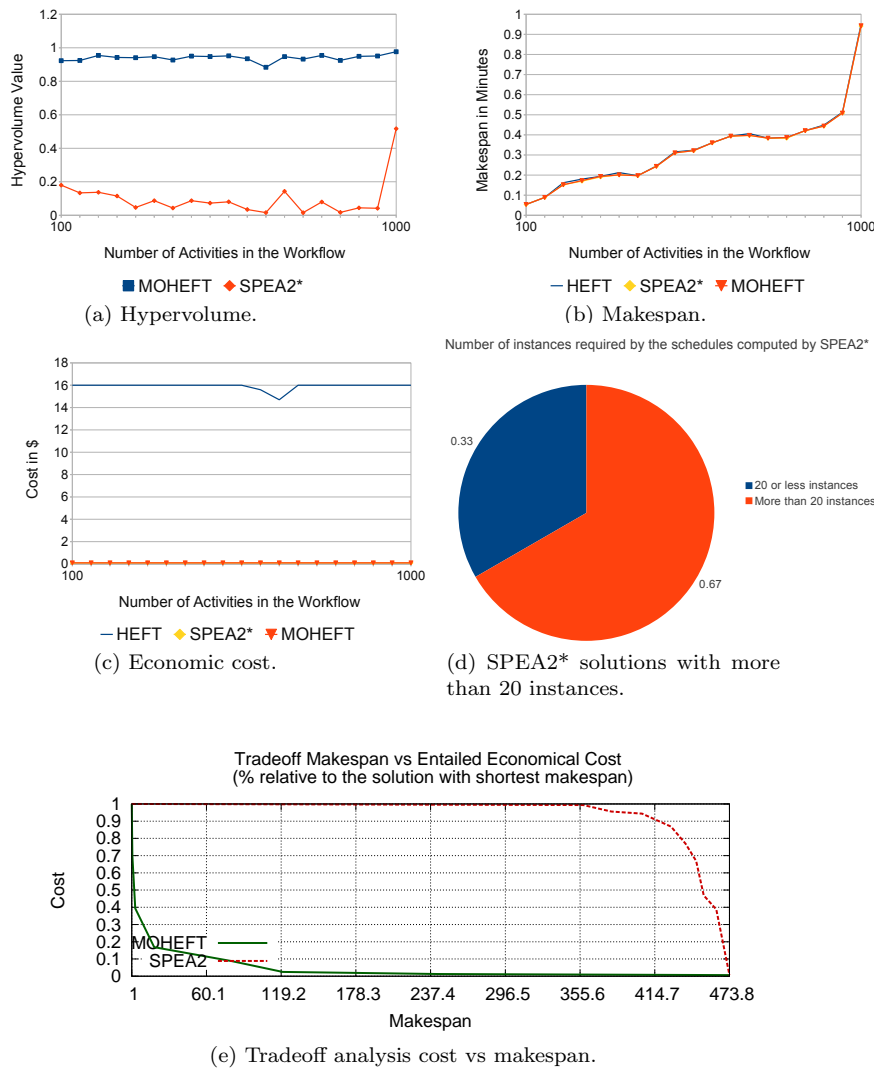 1.2
1
0.8
0.6
0.4
0.2
0
Hypervolume Value
100 1000
Number of Activities in the Workflow
MOHEFT SPEA2*
(a) Hypervolume.
1
0.9
0.8
0.7
0.6
0.5
0.4
0.3
0.2
0.1
0
Makespan in Minutes
100 1000
Number of Activities in the Workflow
HEFT SPEA2* MOHEFT
(b) Makespan.
18
16
14
12
10
8
6
4
2
0
Cost in $
100 1000
Number of Activities in the Workflow
HEFT SPEA2* MOHEFT
(c) Economic cost.
Number of instances required by the schedules computed by SPEA2*
0.33
0.67
20 or less instances
More than 20 instances
(d) SPEA2* solutions with more
than 20 instances.
Tradeoff Makespan vs Entailed Economical Cost
(% relative to the solution with shortest makespan)
1
0.9
0.8
0.7
0.6
0.5
0.4
0.3
0.2
0.1
0
Cost
MOHEFT
SPEA2
1 60.1 119.2 178.3 237.4 296.5 355.6 414.7 473.8
Makespan
(e) Tradeoff analysis cost vs makespan.